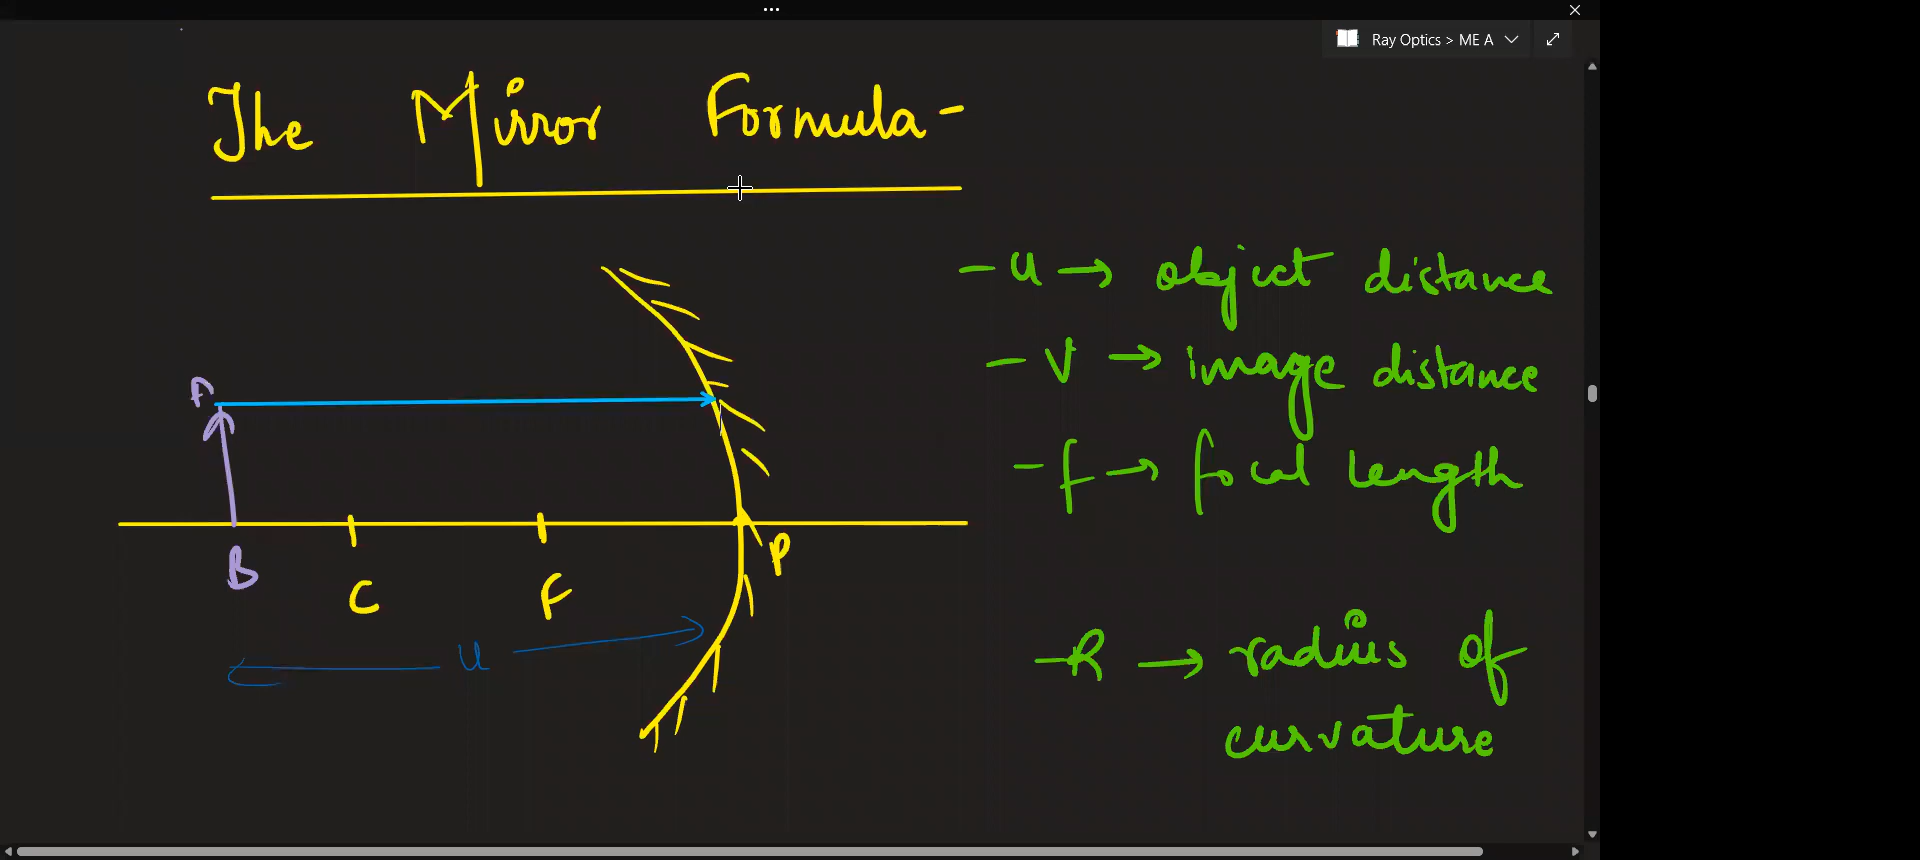 Ray Optics > ME A
The Mirror Formula-
- u → object distance
- v → image distance
- f → focal length
- R → radius of
curvature
A
B
C
F
P
u